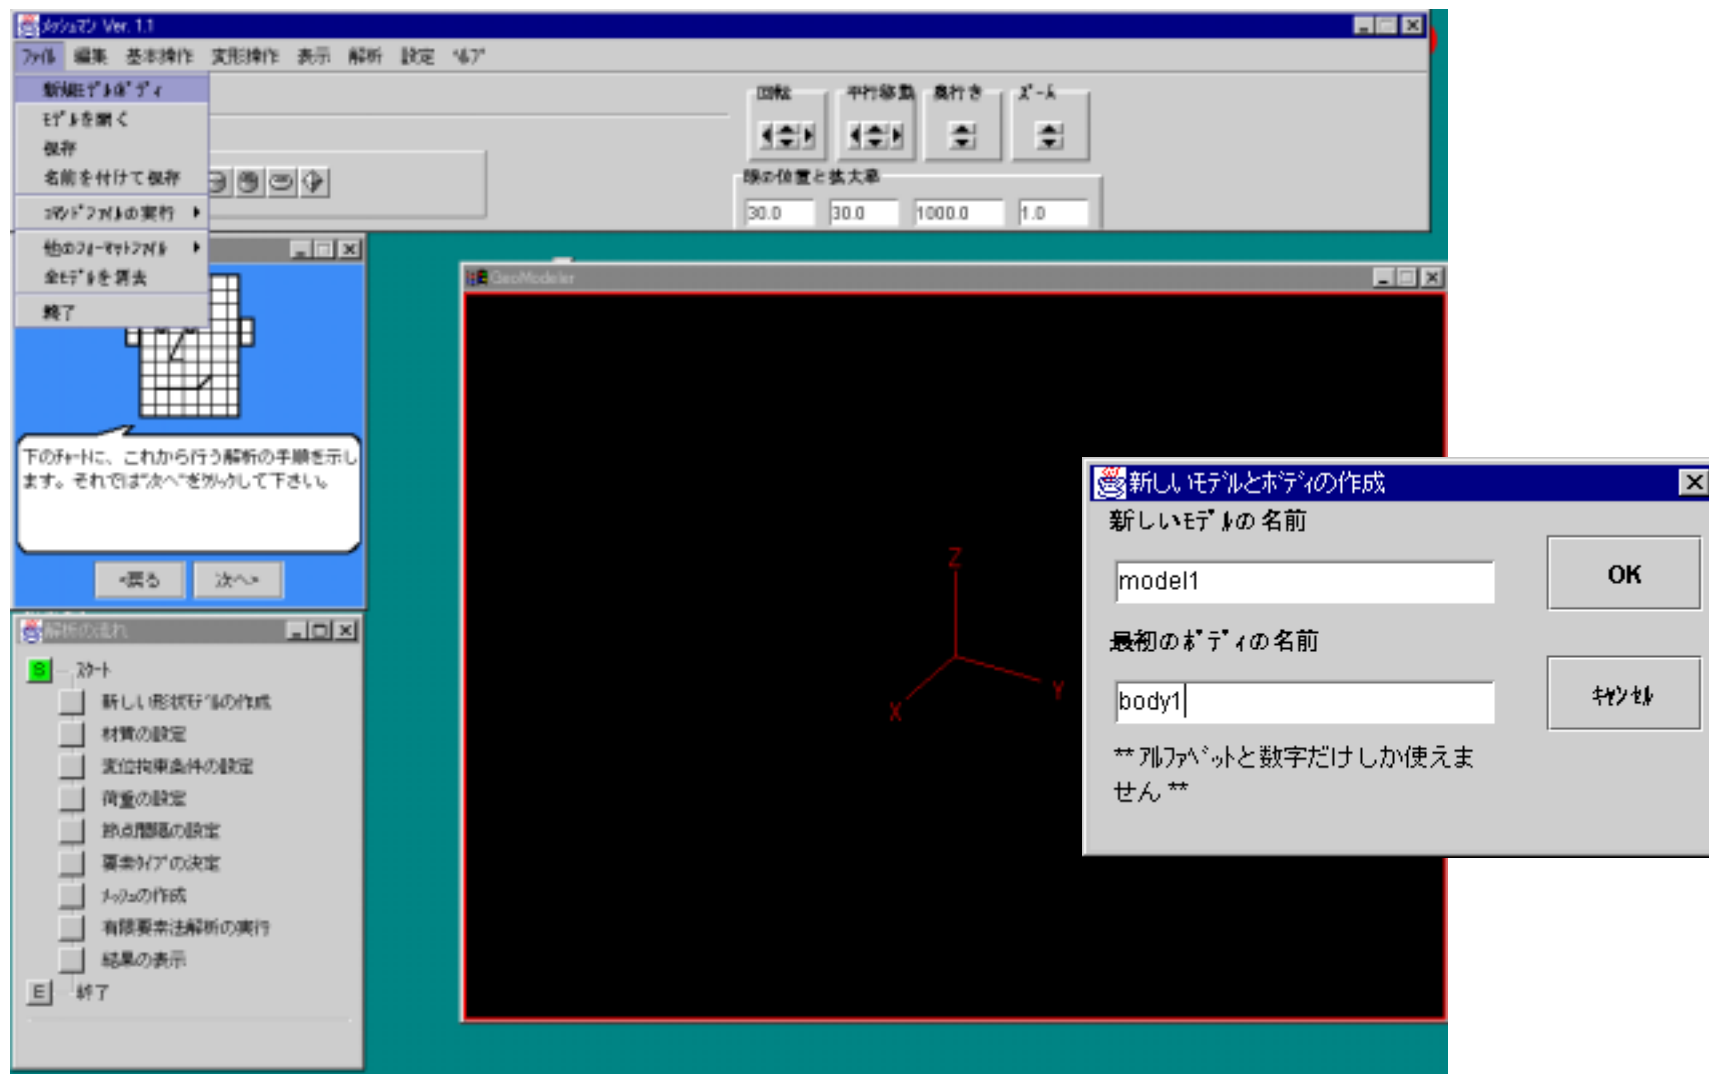 ﾒｯｼｭﾏﾝ Ver. 1.1
ﾌｧｲﾙ 編集 基本操作 変形操作 表示 解析 設定 ﾍﾙﾌﾟ
新規ﾓﾃﾞﾙﾎﾞﾃﾞｨ
ﾓﾃﾞﾙを開く
保存
名前を付けて保存
ｺﾏﾝﾄﾞﾌｧｲﾙの実行
他のﾌｫｰﾏｯﾄﾌｧｲﾙ
全ﾓﾃﾞﾙを消去
終了
回転 平行移動 奥行き ｽﾞｰﾑ
眼の位置と拡大率
30.0 30.0 1000.0 1.0
下のﾁｬｰﾄに、これから行う解析の手順を示し
ます。それでは"次へ"をｸﾘｯｸして下さい。
<戻る 次へ>
解析の流れ
S ｽﾀｰﾄ
新しい形状ﾓﾃﾞﾙの作成
材質の設定
変位拘束条件の設定
荷重の設定
節点間隔の設定
要素ﾀｲﾌﾟの決定
ﾒｯｼｭの作成
有限要素法解析の実行
結果の表示
E 終了
GeoModeler
Z
Y
X
新しいﾓﾃﾞﾙとﾎﾞﾃﾞｨの作成
新しいﾓﾃﾞﾙの名前
model1
OK
最初のﾎﾞﾃﾞｨの名前
body1
ｷｬﾝｾﾙ
** ｱﾙﾌｧﾍﾞｯﾄと数字だけしか使えま
せん **